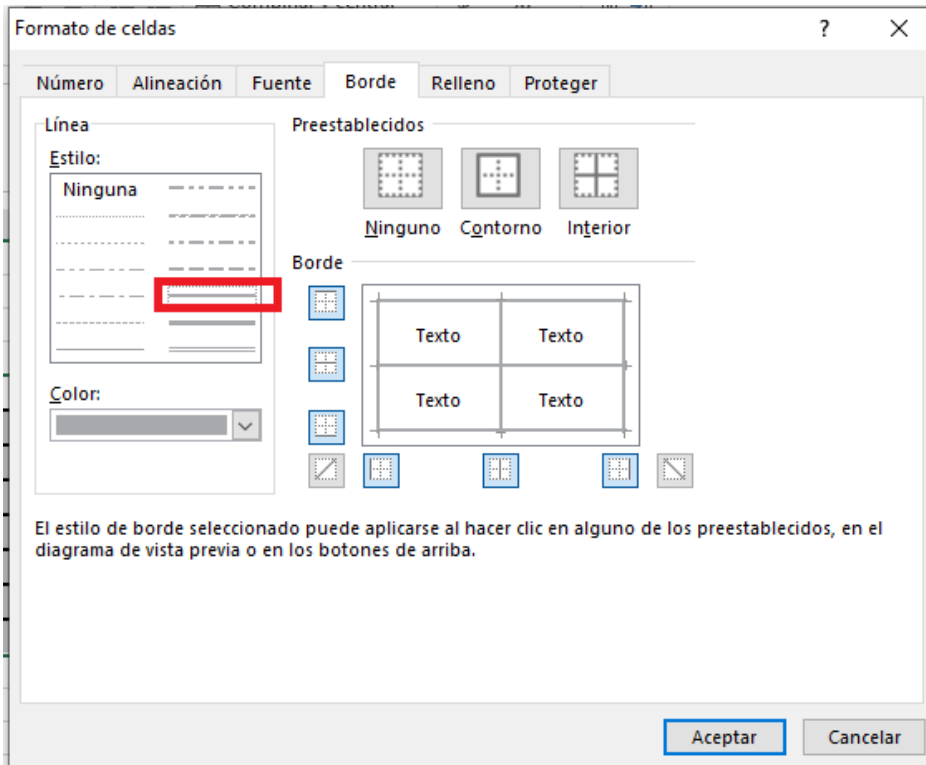 Formato de celdas ?
Número Alineación Fuente Borde Relleno Proteger
Línea
Estilo:
Ninguna
Color:
Preestablecidos
Ninguno Contorno Interior
Borde
Texto Texto
Texto Texto
El estilo de borde seleccionado puede aplicarse al hacer clic en alguno de los preestablecidos, en el
diagrama de vista previa o en los botones de arriba.
Aceptar Cancelar